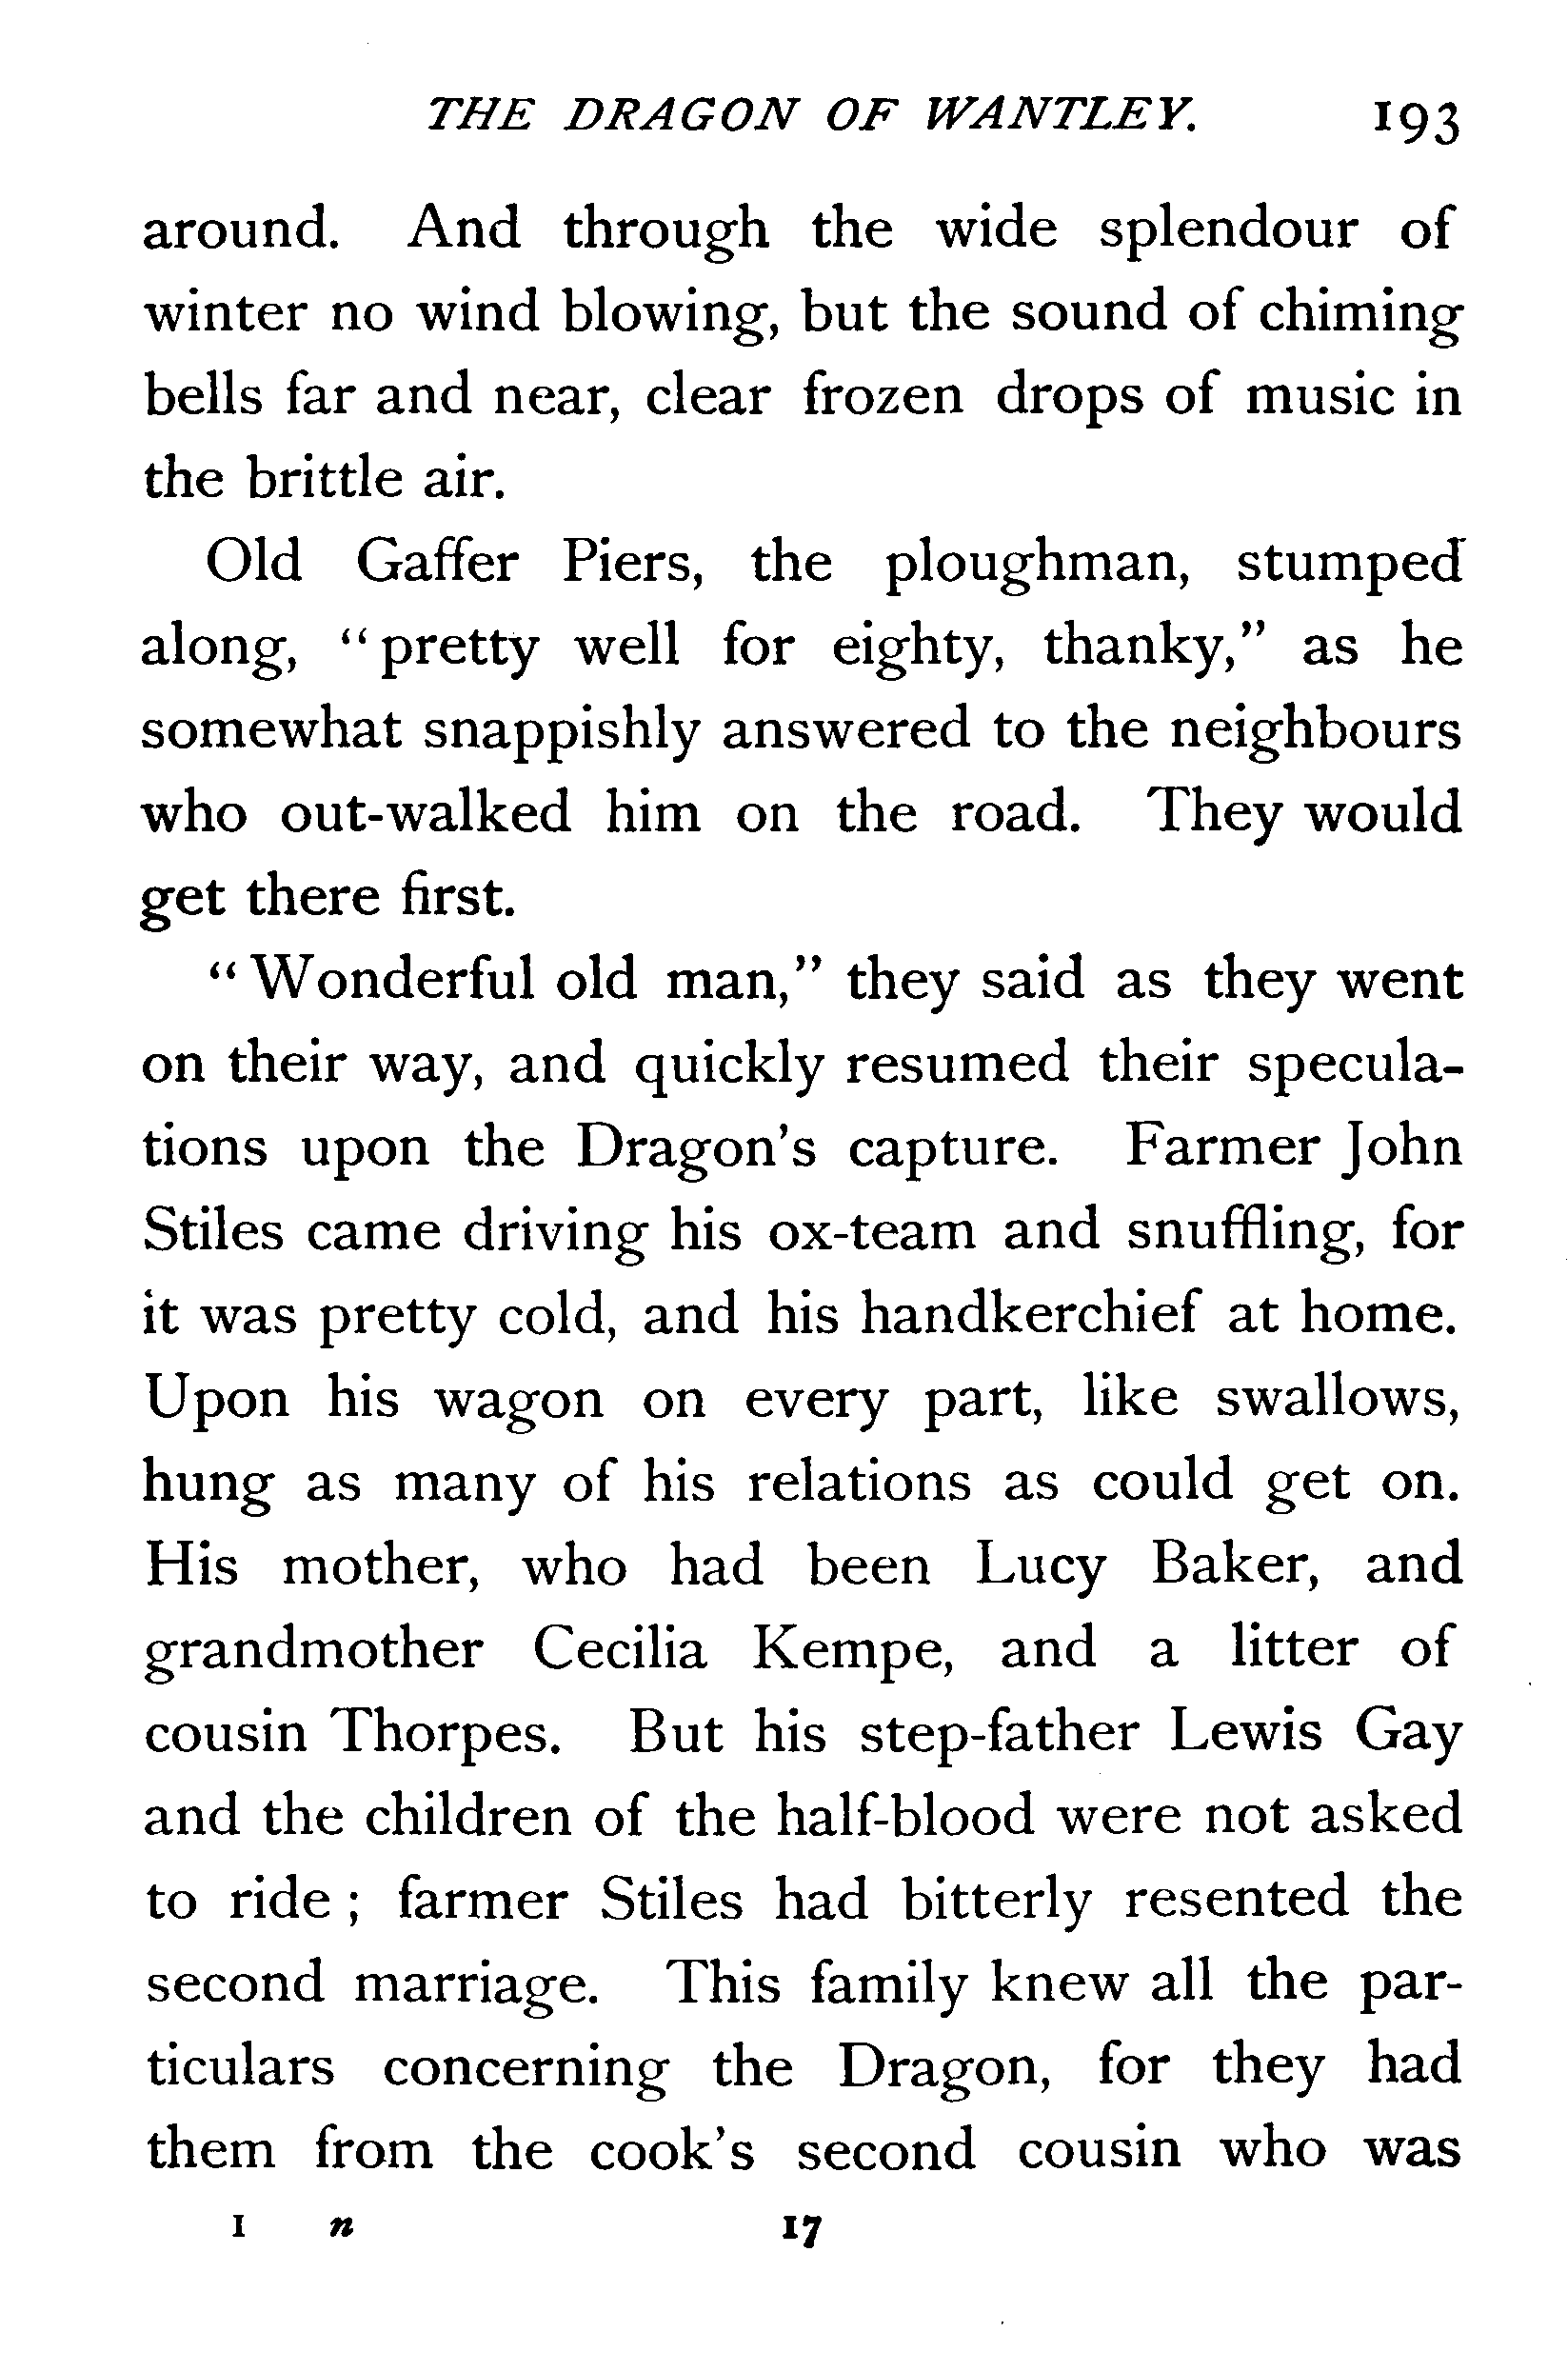 THE DRAGON OF WANTLEY. 193
around. And through the wide splendour of
winter no wind blowing, but the sound of chiming
bells far and near, clear frozen drops of music in
the brittle air.
Old Gaffer Piers, the ploughman, stumped
along, “pretty well for eighty, thanky,” as he
somewhat snappishly answered to the neighbours
who out-walked him on the road. They would
get there first.
“Wonderful old man,” they said as they went
on their way, and quickly resumed their specula-
tions upon the Dragon's capture. Farmer John
Stiles came driving his ox-team and snuffling, for
it was pretty cold, and his handkerchief at home.
Upon his wagon on every part, like swallows,
hung as many of his relations as could get on.
His mother, who had been Lucy Baker, and
grandmother Cecilia Kempe, and a litter of
cousin Thorpes. But his step-father Lewis Gay
and the children of the half-blood were not asked
to ride ; farmer Stiles had bitterly resented the
second marriage. This family knew all the par-
ticulars concerning the Dragon, for they had
them from the cook's second cousin who was
I n 17